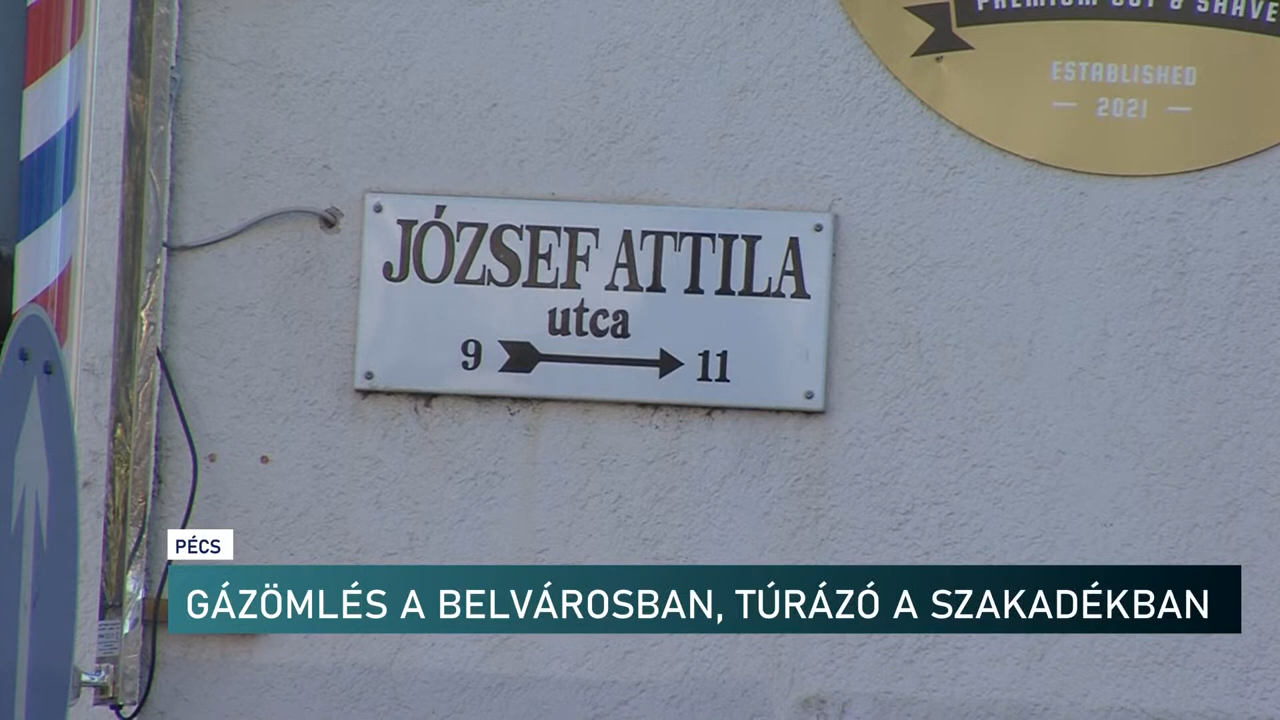 PREMIUM CUT & SHAVE
ESTABLISHED
— 2021 —
JÓZSEF ATTILA
utca
9 → 11
PÉCS
GÁZÖMLÉS A BELVÁROSBAN, TÚRÁZÓ A SZAKADÉKBAN